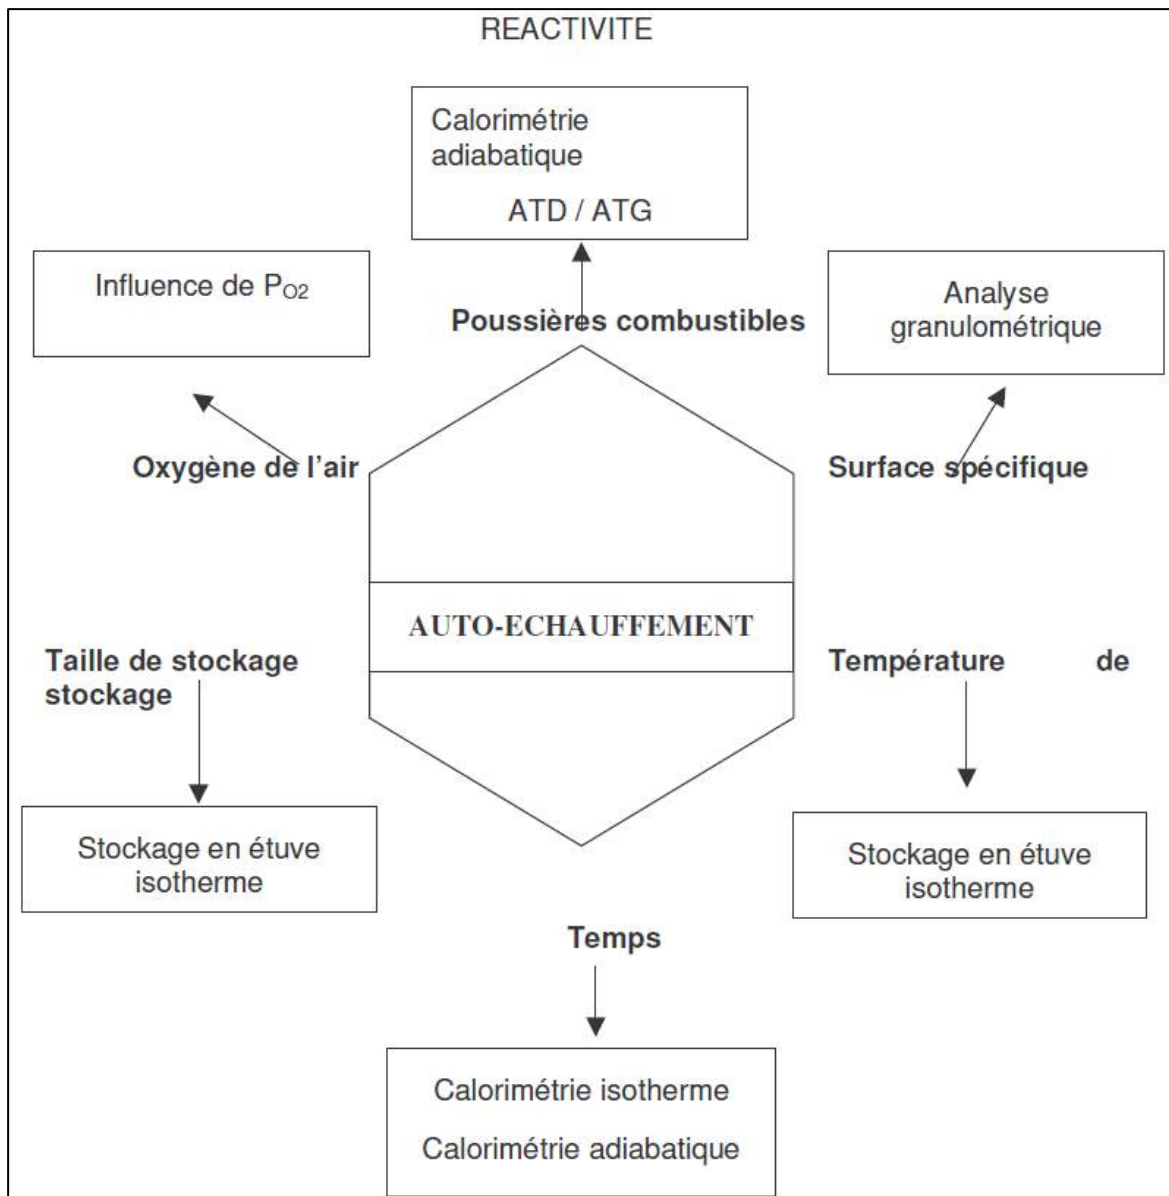 REACTIVITE
Calorimétrie
adiabatique
ATD / ATG
Influence de PO2
Poussières combustibles
Analyse
granulométrique
Oxygène de l'air
Surface spécifique
AUTO-ECHAUFFEMENT
Taille de stockage
stockage
Température de
Stockage en étuve
isotherme
Stockage en étuve
isotherme
Temps
Calorimétrie isotherme
Calorimétrie adiabatique